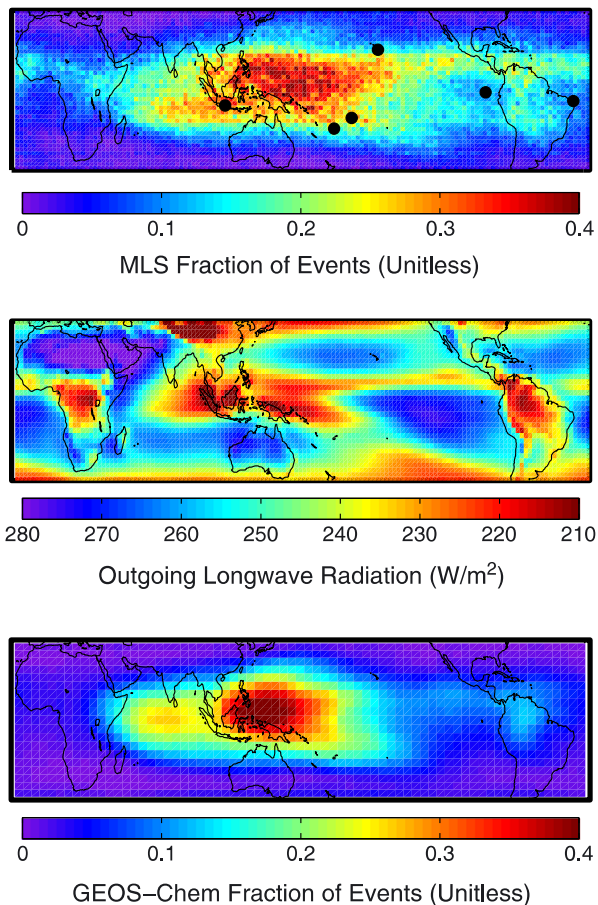 0 0.1 0.2 0.3 0.4
MLS Fraction of Events (Unitless)
280 270 260 250 240 230 220 210
Outgoing Longwave Radiation (W/m²)
0 0.1 0.2 0.3 0.4
GEOS–Chem Fraction of Events (Unitless)